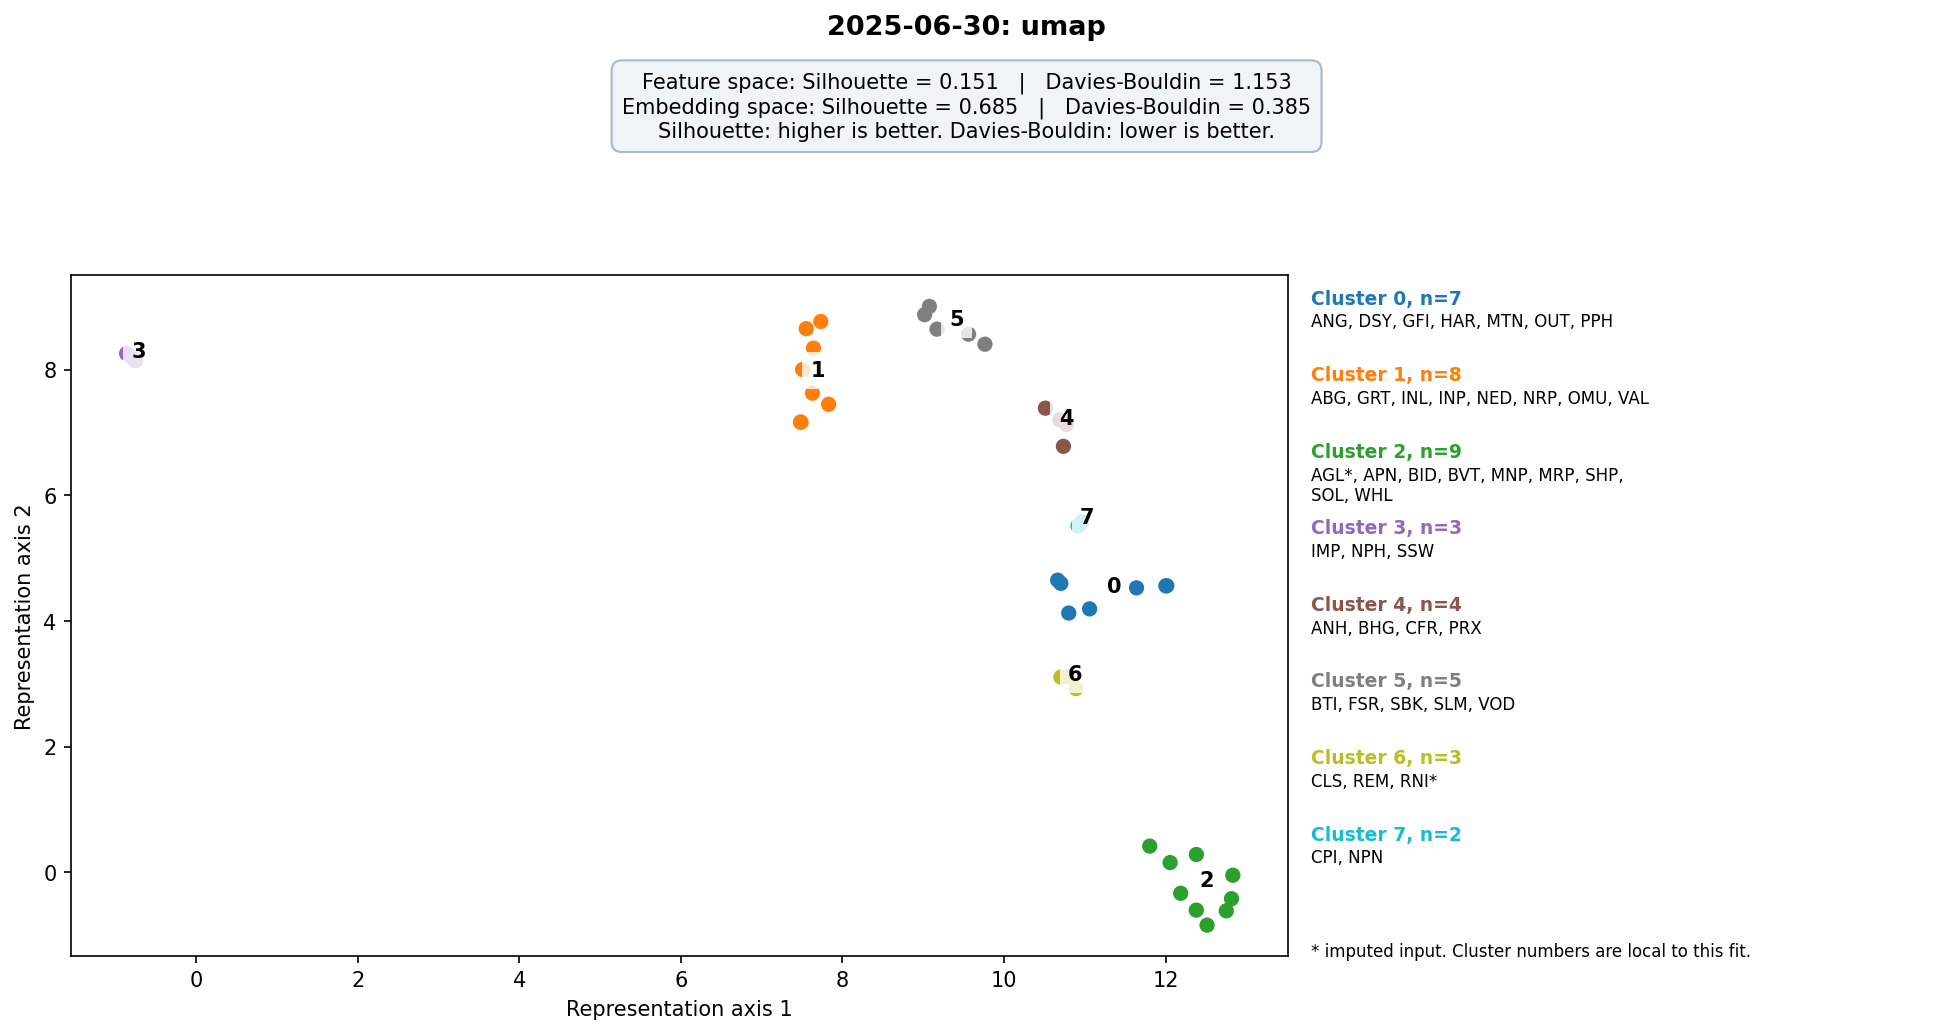 2025-06-30: umap
Feature space: Silhouette = 0.151   |   Davies-Bouldin = 1.153
Embedding space: Silhouette = 0.685   |   Davies-Bouldin = 0.385
Silhouette: higher is better. Davies-Bouldin: lower is better.
Representation axis 2
8
6
4
2
0
3
1
5
4
7
0
6
2
0
2
4
6
8
10
12
Representation axis 1
Cluster 0, n=7
ANG, DSY, GFI, HAR, MTN, OUT, PPH
Cluster 1, n=8
ABG, GRT, INL, INP, NED, NRP, OMU, VAL
Cluster 2, n=9
AGL*, APN, BID, BVT, MNP, MRP, SHP,
SOL, WHL
Cluster 3, n=3
IMP, NPH, SSW
Cluster 4, n=4
ANH, BHG, CFR, PRX
Cluster 5, n=5
BTI, FSR, SBK, SLM, VOD
Cluster 6, n=3
CLS, REM, RNI*
Cluster 7, n=2
CPI, NPN
* imputed input. Cluster numbers are local to this fit.